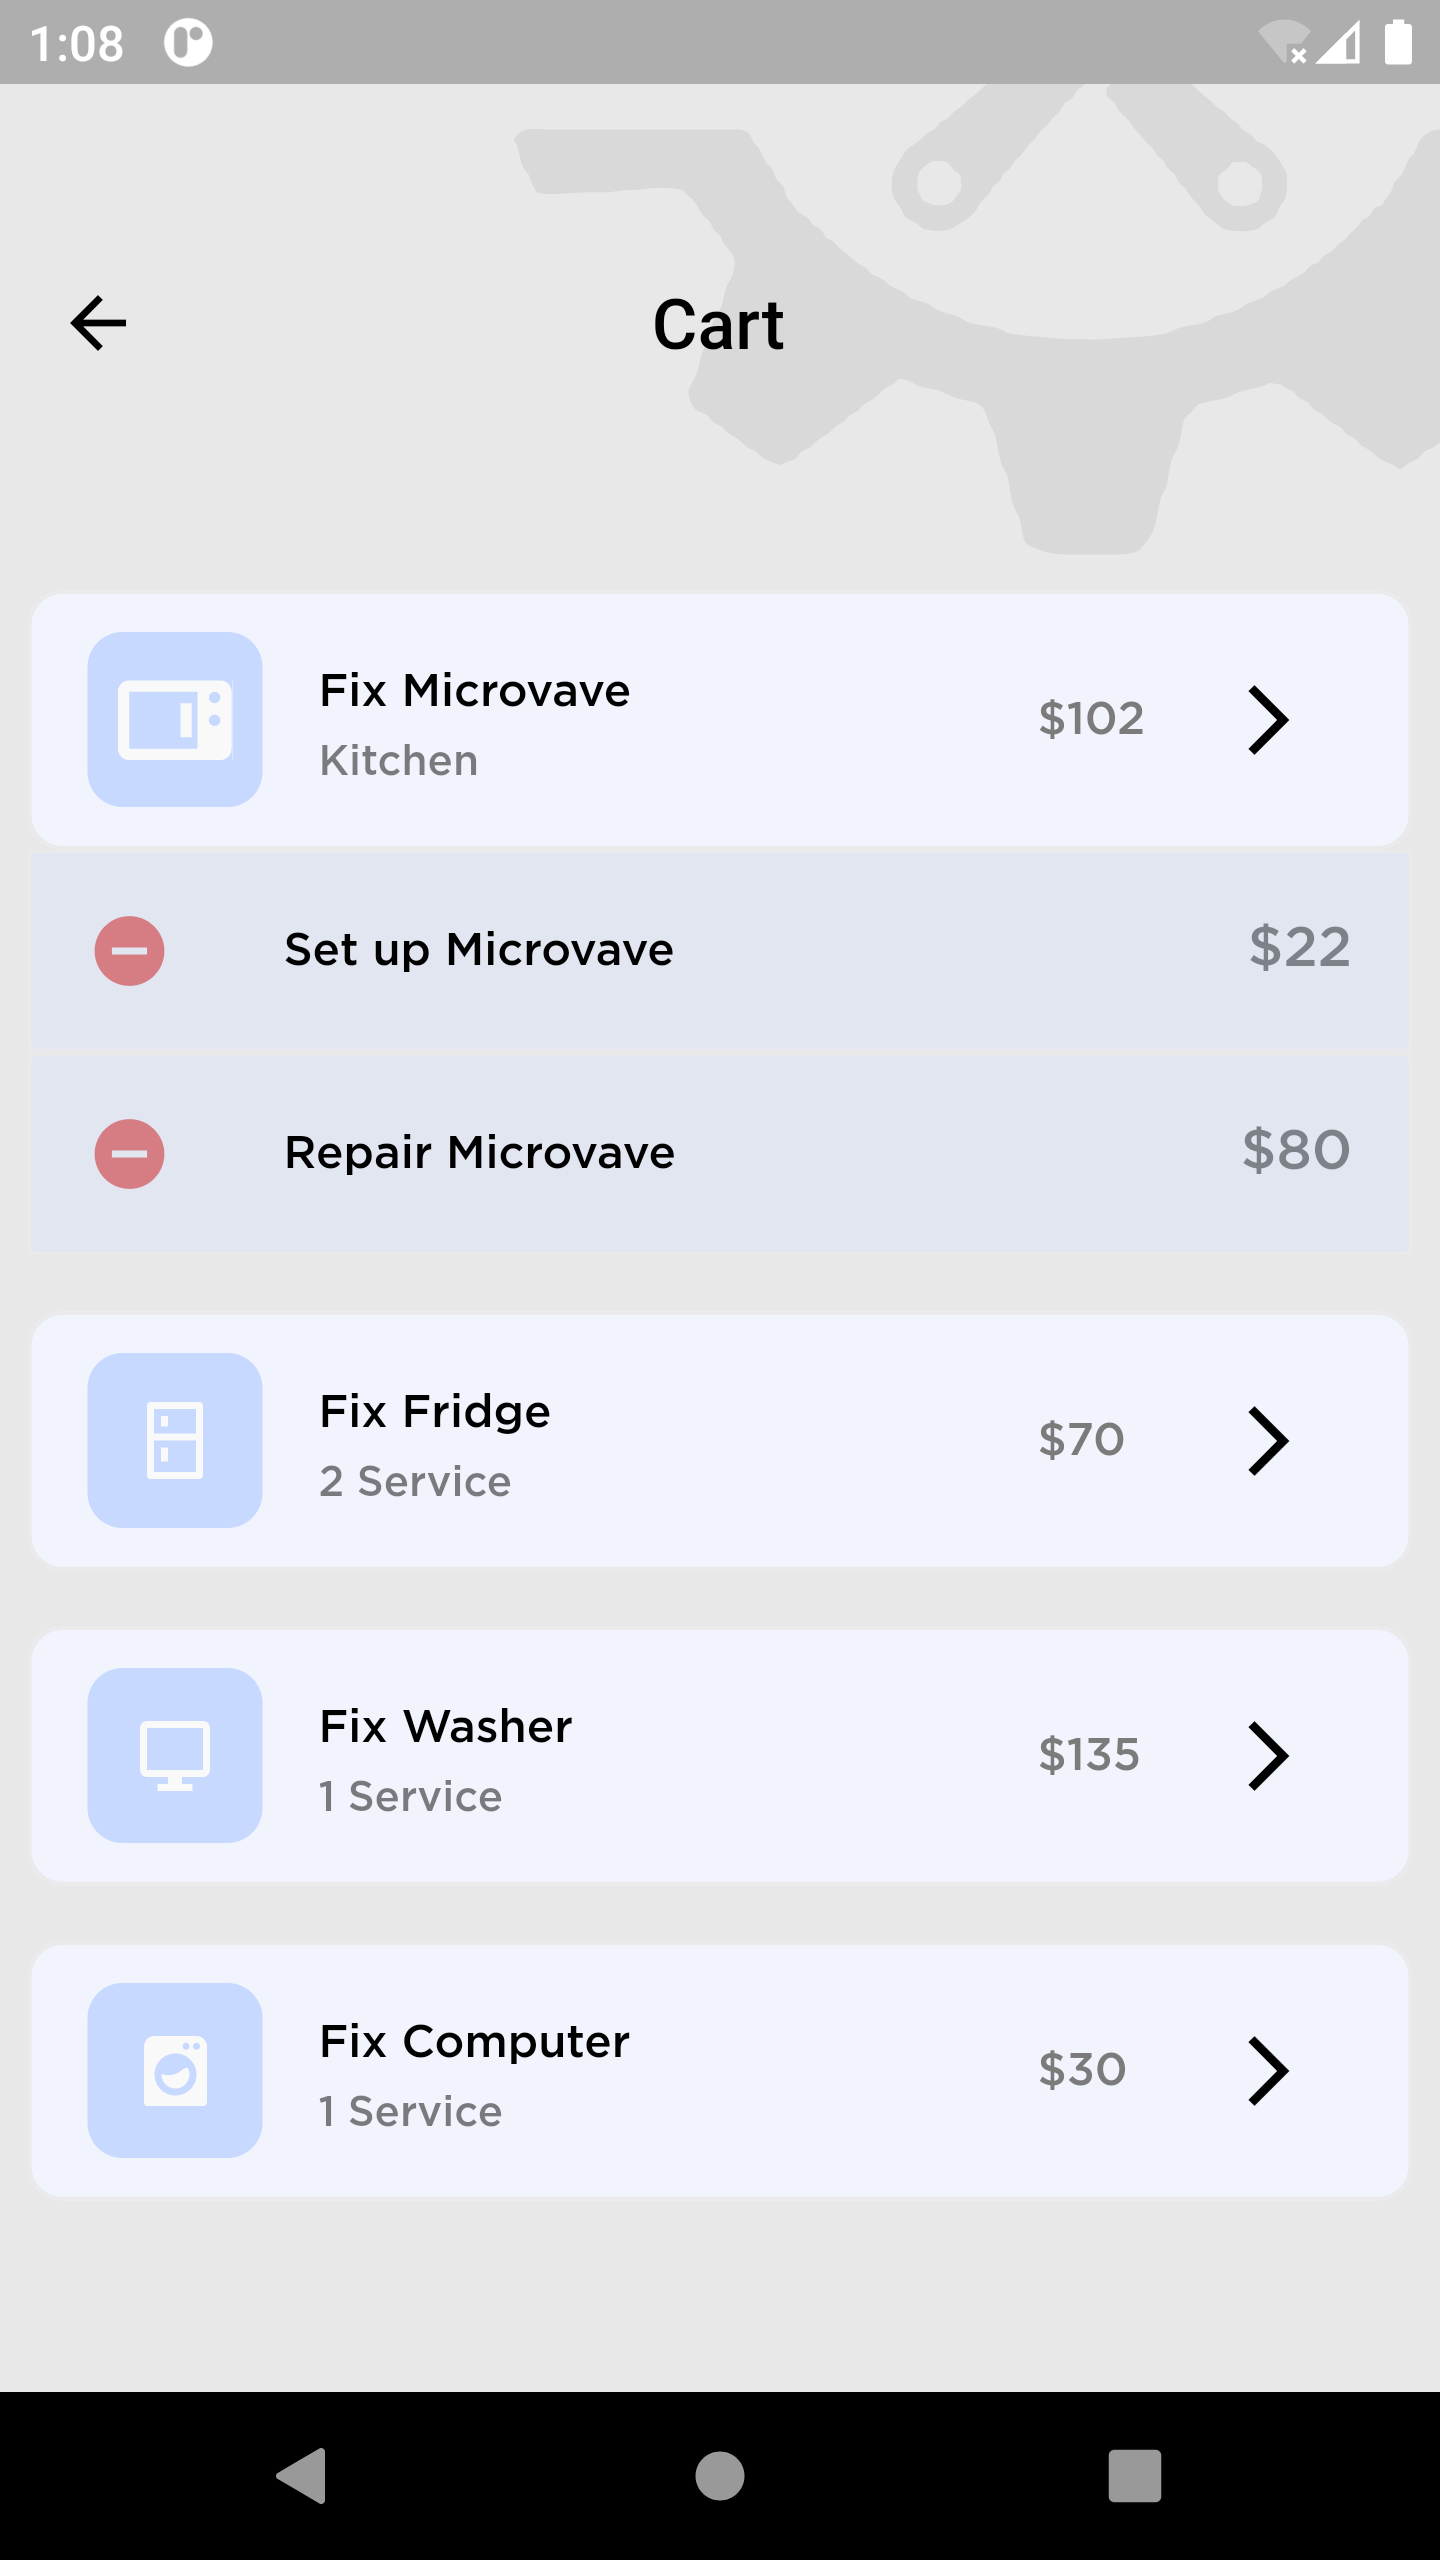 1:08
Cart
Fix Microvave
Kitchen
$102
Set up Microvave
$22
Repair Microvave
$80
Fix Fridge
2 Service
$70
Fix Washer
1 Service
$135
Fix Computer
1 Service
$30